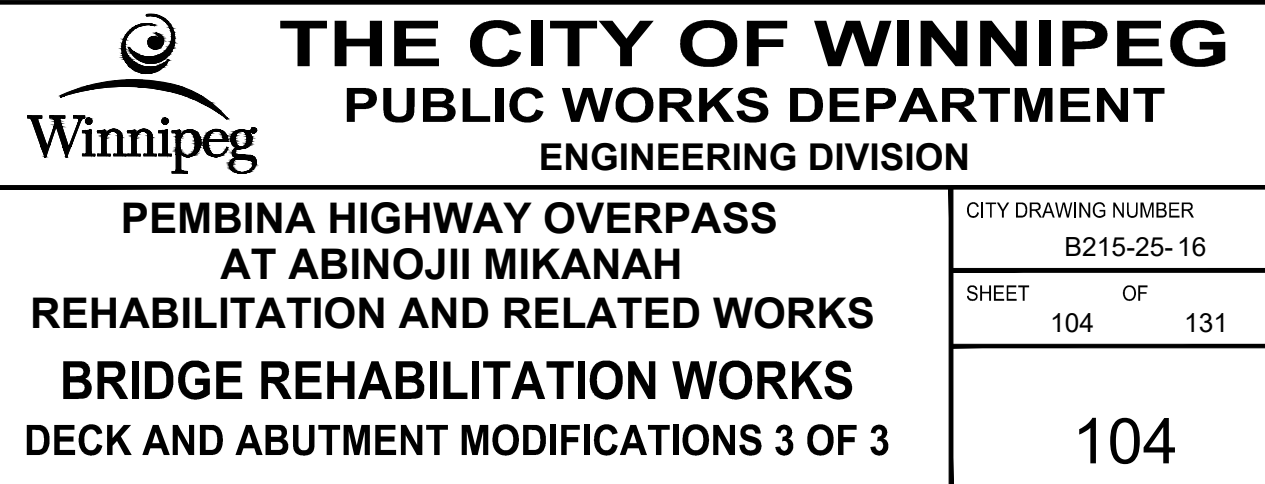 Winnipeg
THE CITY OF WINNIPEG
PUBLIC WORKS DEPARTMENT
ENGINEERING DIVISION
PEMBINA HIGHWAY OVERPASS
AT ABINOJII MIKANAH
REHABILITATION AND RELATED WORKS
BRIDGE REHABILITATION WORKS
DECK AND ABUTMENT MODIFICATIONS 3 OF 3
CITY DRAWING NUMBER
B215-25-16
SHEET OF
104 131
104